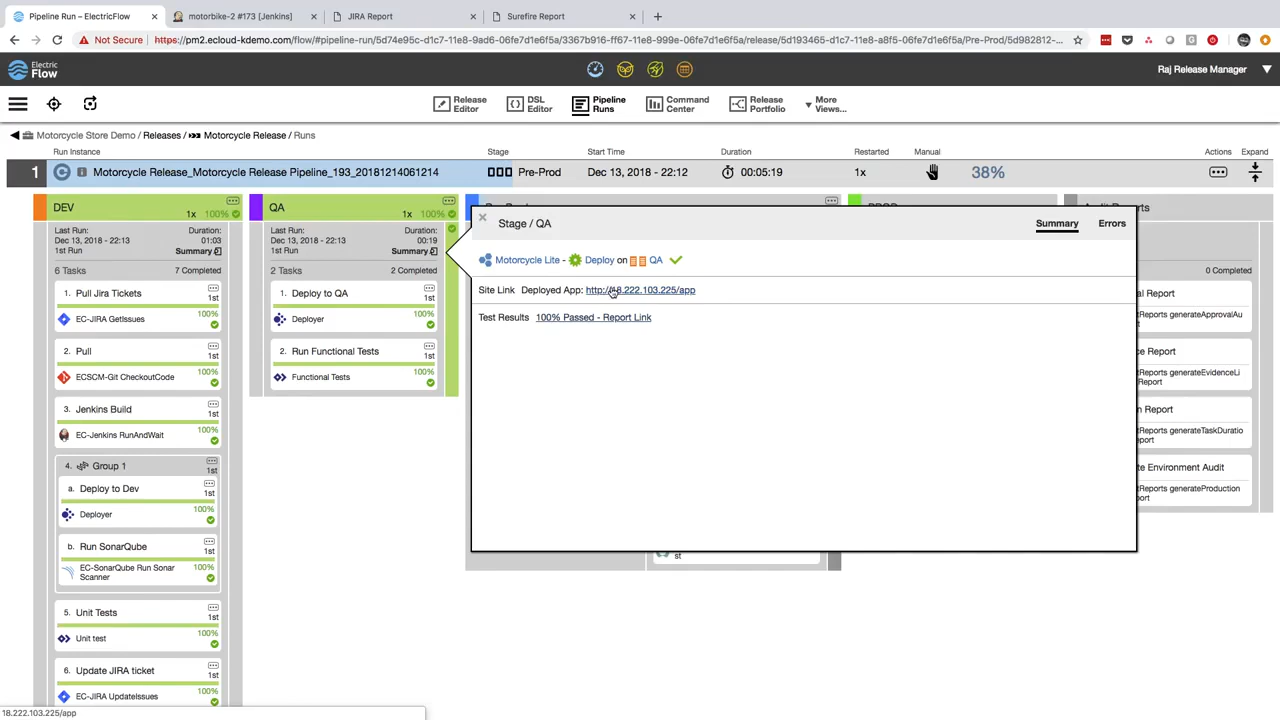 Pipeline Run – ElectricFlow
motorbike-2 #173 [Jenkins]
JIRA Report
Surefire Report
Not Secure
https://pm2.ecloud-kdemo.com/flow/#pipeline-run/5d74e95c-d1c7-11e8-9ad6-06fe7d1e6f5a/3367b916-ff67-11e8-999e-06fe7d1e6f5a/release/5d193465-d1c7-11e8-a8f5-06fe7d1e6f5a/Pre-Prod/5d982812-...
Electric
Flow
Raj Release Manager
Release
Editor
DSL
Editor
Pipeline
Runs
Command
Center
Release
Portfolio
More
Views...
Motorcycle Store Demo / Releases / Motorcycle Release / Runs
Run Instance Stage Start Time Duration Restarted Manual Actions Expand
1 Motorcycle Release_Motorcycle Release Pipeline_193_20181214061214 Pre-Prod Dec 13, 2018 - 22:12 00:05:19 1x 38%
DEV
1x 100%
Last Run: Duration:
Dec 13, 2018 - 22:13 01:03
1st Run Summary
6 Tasks 7 Completed
1. Pull Jira Tickets 1st
EC-JIRA GetIssues 100%
2. Pull 1st
ECSCM-Git CheckoutCode 100%
3. Jenkins Build 1st
EC-Jenkins RunAndWait 100%
4. Group 1 1st
a. Deploy to Dev 1st
Deployer 100%
b. Run SonarQube 1st
EC-SonarQube Run Sonar
Scanner 100%
5. Unit Tests 1st
Unit test 100%
6. Update JIRA ticket 1st
EC-JIRA UpdateIssues 100%
QA
1x 100%
Last Run: Duration:
Dec 13, 2018 - 22:13 00:19
1st Run Summary
2 Tasks 2 Completed
1. Deploy to QA 1st
Deployer 100%
2. Run Functional Tests 1st
Functional Tests 100%
Stage / QA
Summary
Errors
Motorcycle Lite - Deploy on QA
Site Link Deployed App: http://18.222.103.225/app
Test Results 100% Passed - Report Link
st
0 Completed
al Report
tReports generateApprovalAu
ce Report
tReports generateEvidenceLi
Report
n Report
tReports generateTaskDuratio
port
te Environment Audit
tReports generateProduction
port
18.222.103.225/app